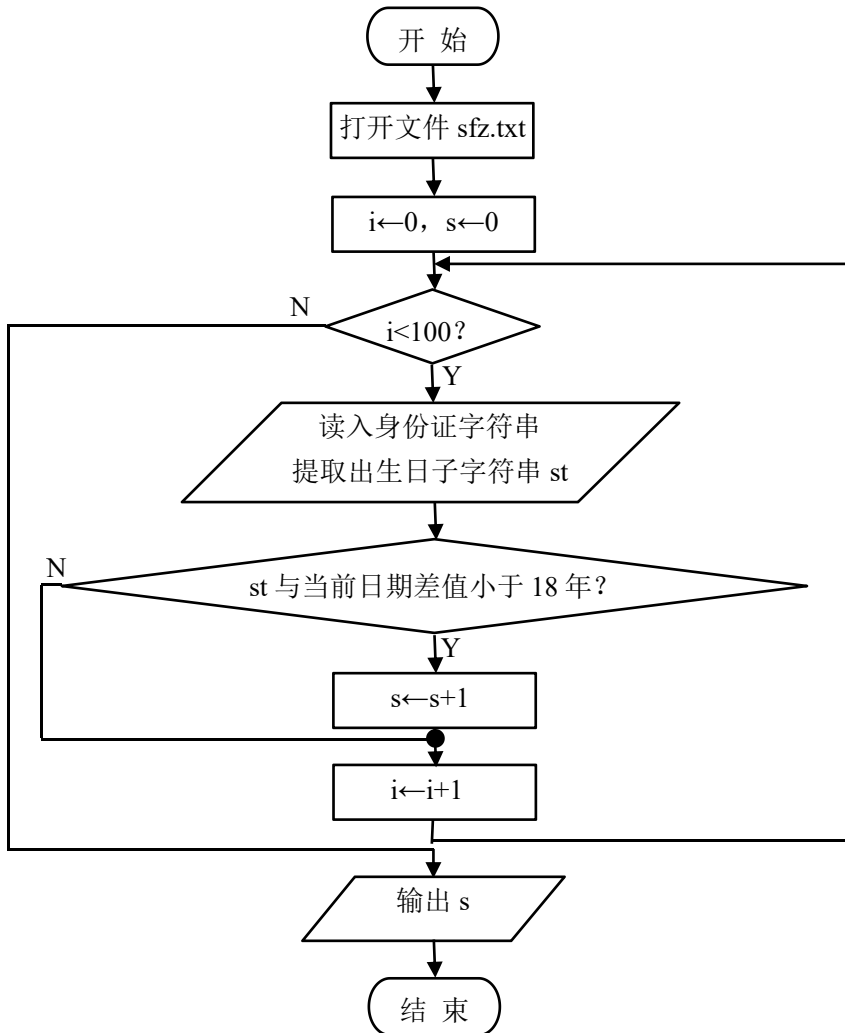 开 始
打开文件 sfz.txt
i←0，s←0
N
i<100？
Y
读入身份证字符串
提取出生日子字符串 st
N
st 与当前日期差值小于 18 年？
Y
s←s+1
i←i+1
输出 s
结 束